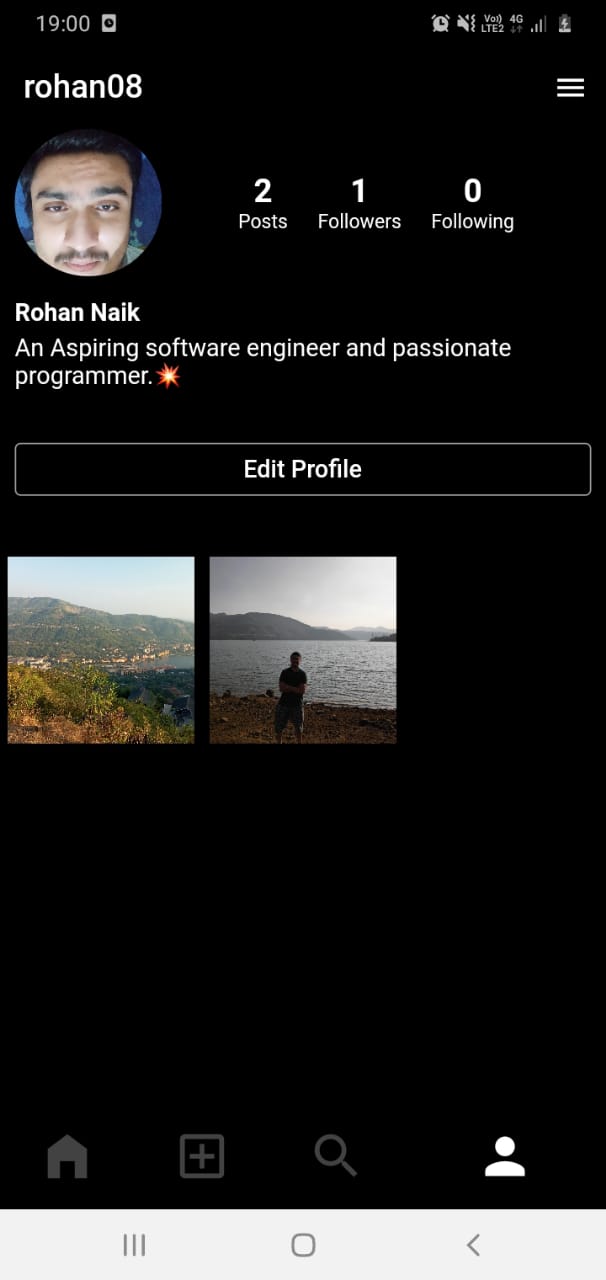 19:00
Vo)) 4G
LTE2
rohan08
2 1 0
Posts Followers Following
Rohan Naik
An Aspiring software engineer and passionate
programmer.💥
Edit Profile